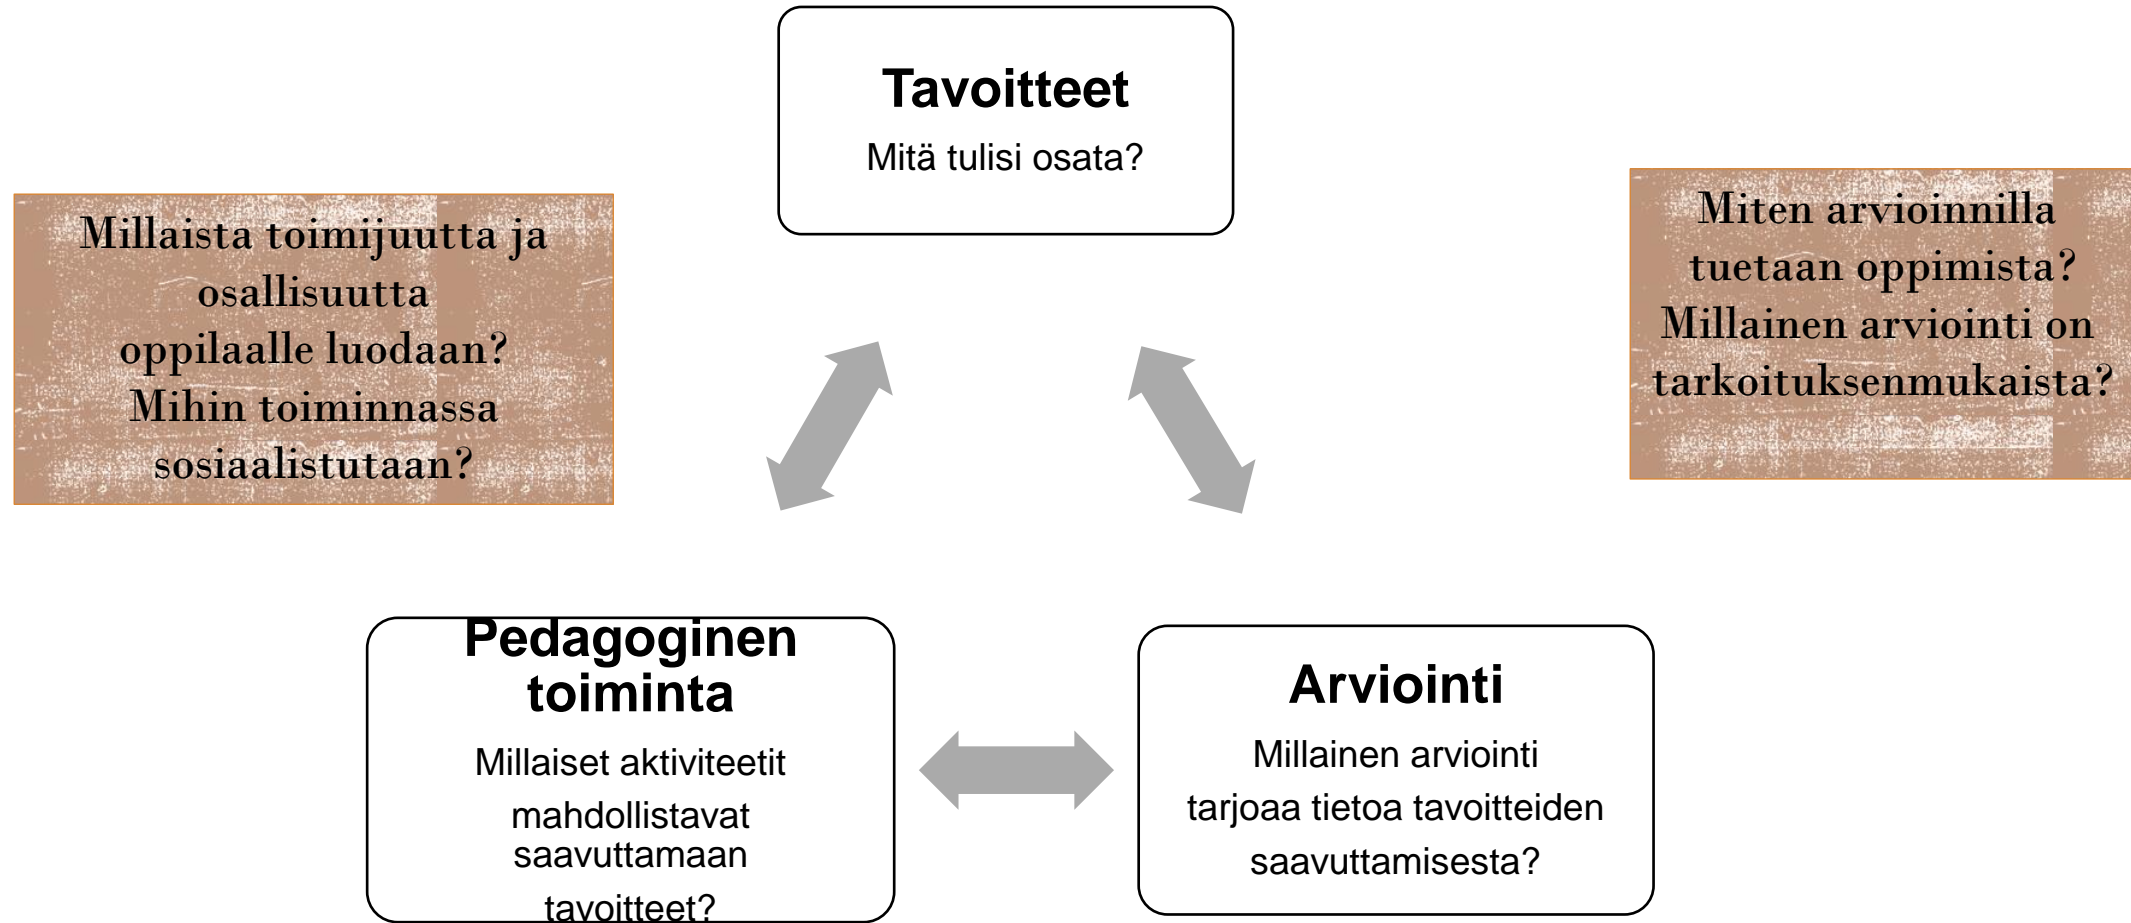 Tavoitteet
Mitä tulisi osata?
Millaista toimijuutta ja
osallisuutta
oppilaalle luodaan?
Mihin toiminnassa
sosiaalistutaan?
Miten arvioinnilla
tuetaan oppimista?
Millainen arviointi on
tarkoituksenmukaista?
Pedagoginen
toiminta
Millaiset aktiviteetit
mahdollistavat
saavuttamaan
tavoitteet?
Arviointi
Millainen arviointi
tarjoaa tietoa tavoitteiden
saavuttamisesta?